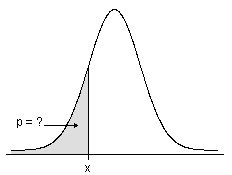 p = ?
x